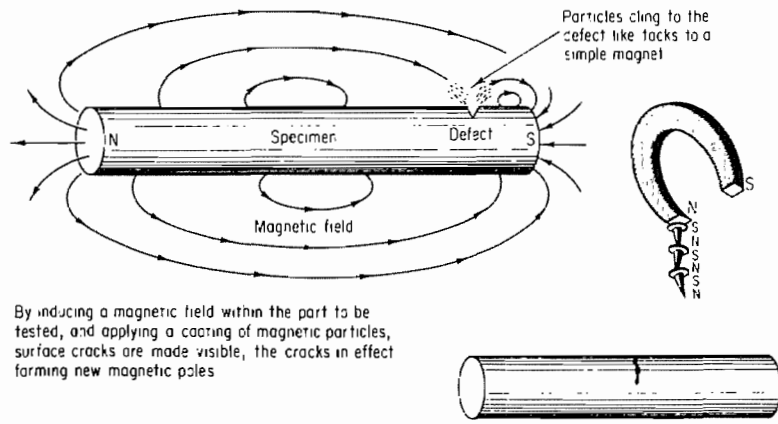 Particles cling to the
defect like tacks to a
simple magnet
N
Specimen
Defect
S
Magnetic field
S
N
S
N
S
N
S
N
By inducing a magnetic field within the part to be
tested, and applying a coating of magnetic particles,
surface cracks are made visible, the cracks in effect
forming new magnetic poles